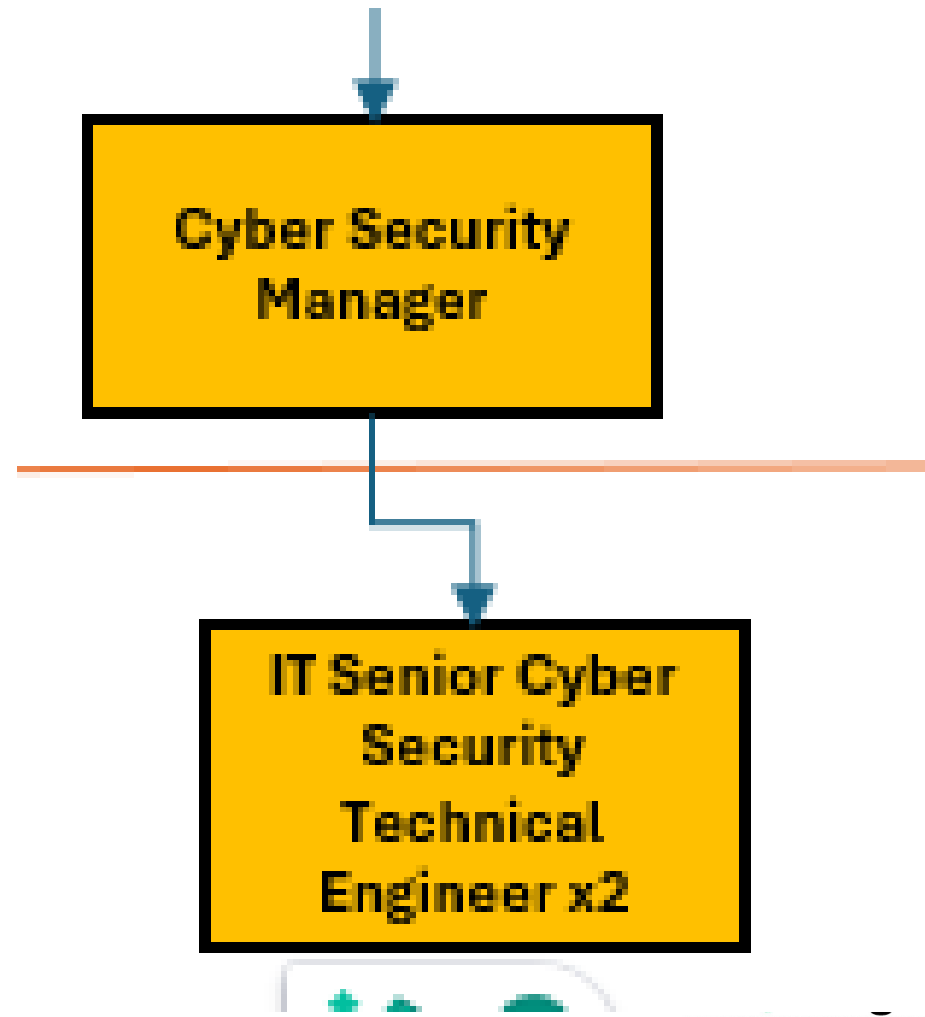 Cyber Security
Manager
IT Senior Cyber
Security
Technical
Engineer x2